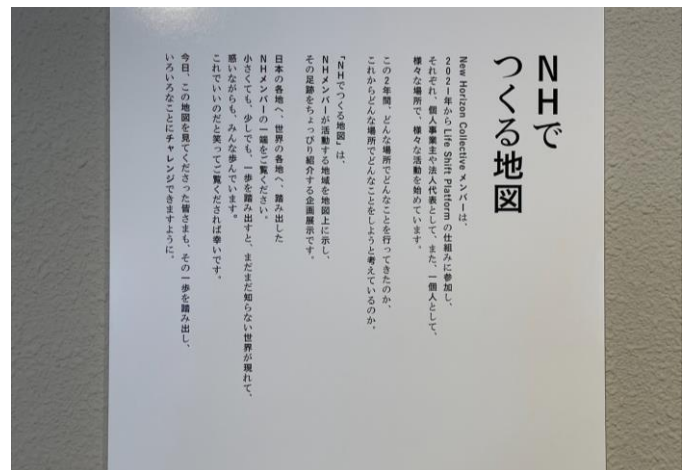 NHで
つくる地図
New Horizon Collective メンバーは、
2021年から Life Shift Platform の仕組みに参加し、
それぞれ、個人事業主や法人代表として、また、一個人として、
様々な場所で、様々な活動を始めています。
この2年間、どんな場所でどんなことを行ってきたのか、
これからどんな場所でどんなことをしようと考えているのか。
「NHでつくる地図」は、
NHメンバーが活動する地域を地図上に示し、
その足跡をちょっぴり紹介する企画展示です。
日本の各地へ、世界の各地へ、踏み出した
NHメンバーの一端をご覧ください。
小さくても、少しでも、一歩を踏み出すと、まだまだ知らない世界が現れて、
惑いながらも、みんな歩んでいます。
これでいいのだと笑ってご覧くだされば幸いです。
今日、この地図を見てくださった皆さまも、その一歩を踏み出し、
いろいろなことにチャレンジできますように。